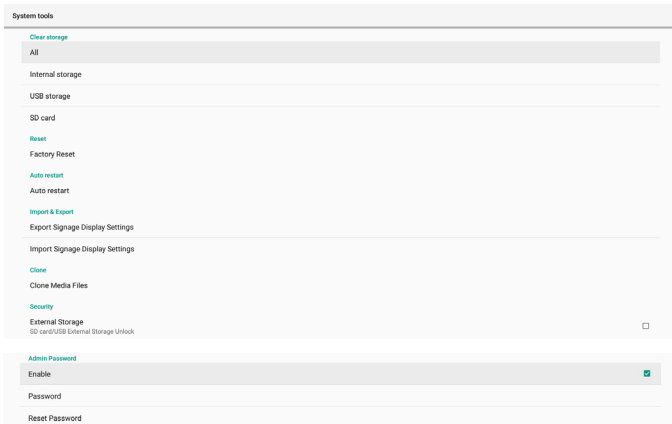 System tools
Clear storage
All
Internal storage
USB storage
SD card
Reset
Factory Reset
Auto restart
Auto restart
Import & Export
Export Signage Display Settings
Import Signage Display Settings
Clone
Clone Media Files
Security
External Storage
SD card/USB External Storage Unlock
Admin Password
Enable
Password
Reset Password